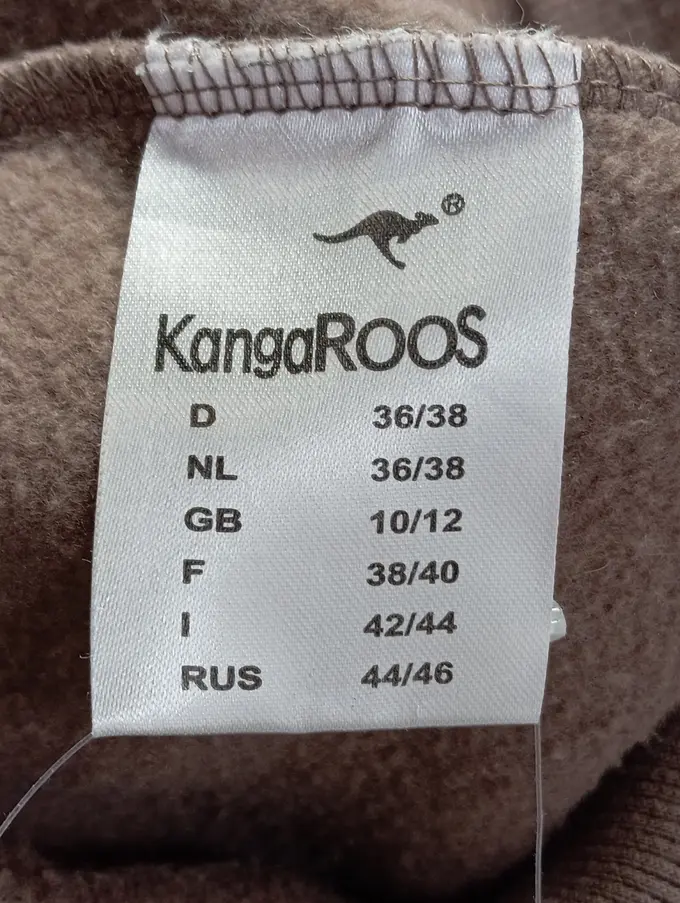 ®
KangaROOS
D 36/38
NL 36/38
GB 10/12
F 38/40
I 42/44
RUS 44/46